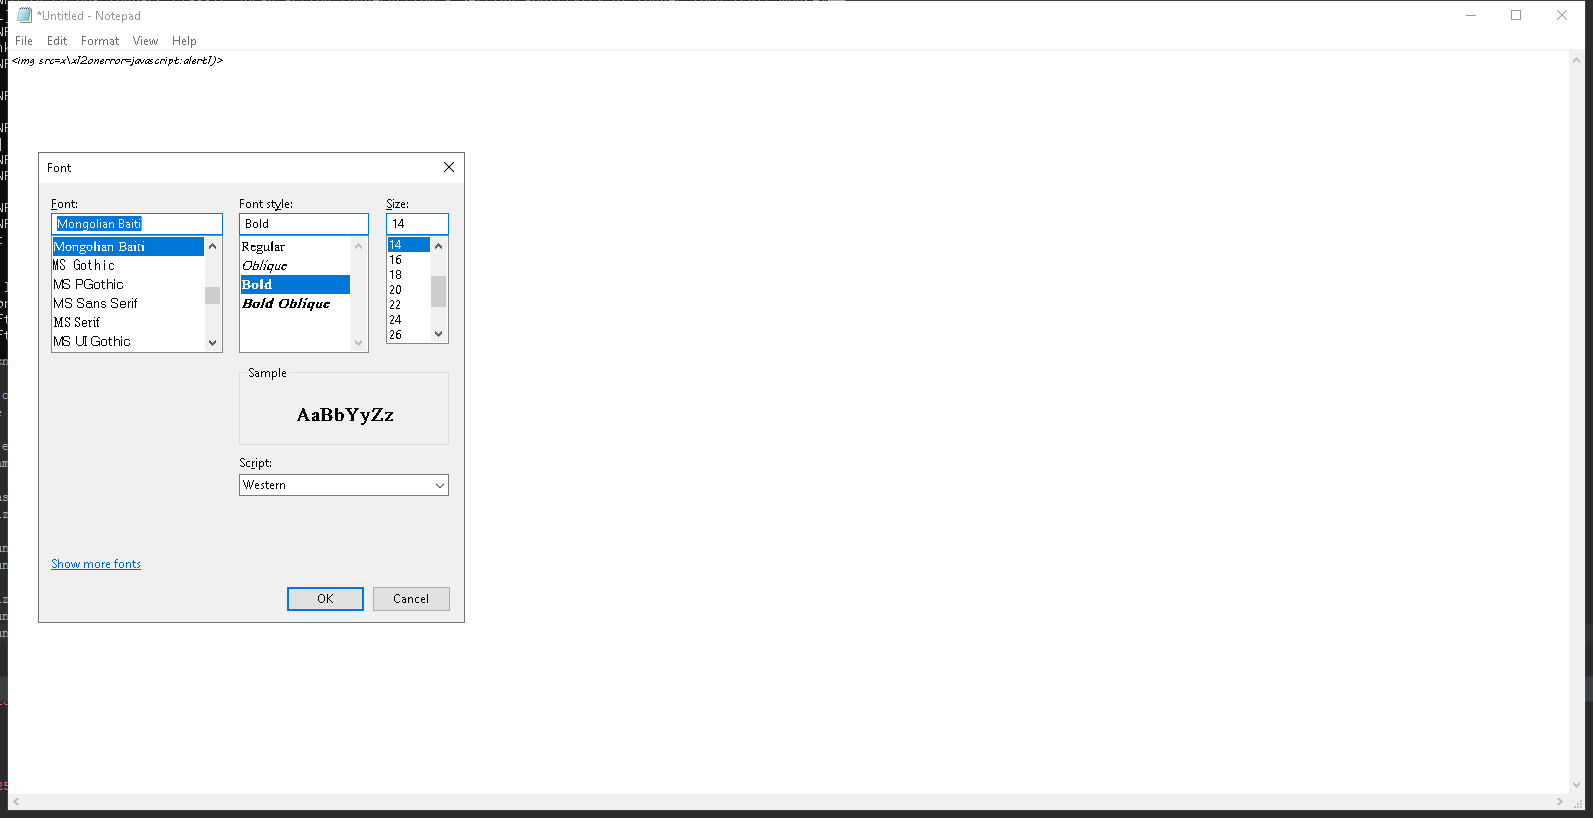 *Untitled - Notepad
File Edit Format View Help
<img src=x\x12onerror=javascript:alert1)>
Font
Font: Font style: Size:
Mongolian Baiti Bold 14
Mongolian Baiti Regular 14
MS Gothic Oblique 16
MS PGothic Bold 18
MS Sans Serif Bold Oblique 20
MS Serif 22
MS UI Gothic 24
26
Sample
AaBbYyZz
Script:
Western
Show more fonts
OK Cancel